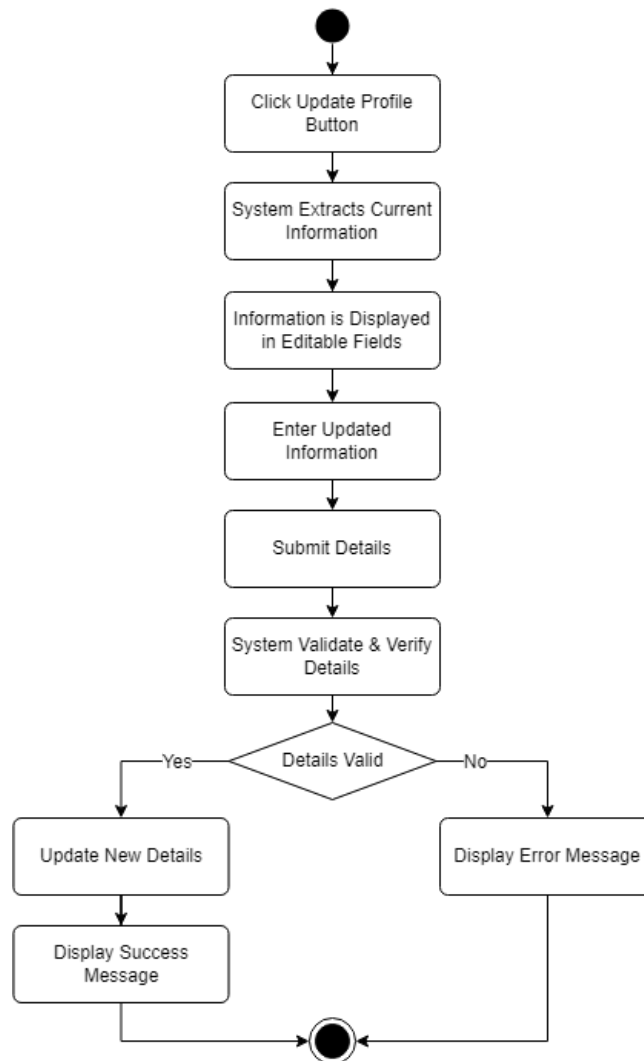 Click Update Profile
Button
System Extracts Current
Information
Information is Displayed
in Editable Fields
Enter Updated
Information
Submit Details
System Validate & Verify
Details
Yes
Details Valid
No
Update New Details
Display Error Message
Display Success
Message